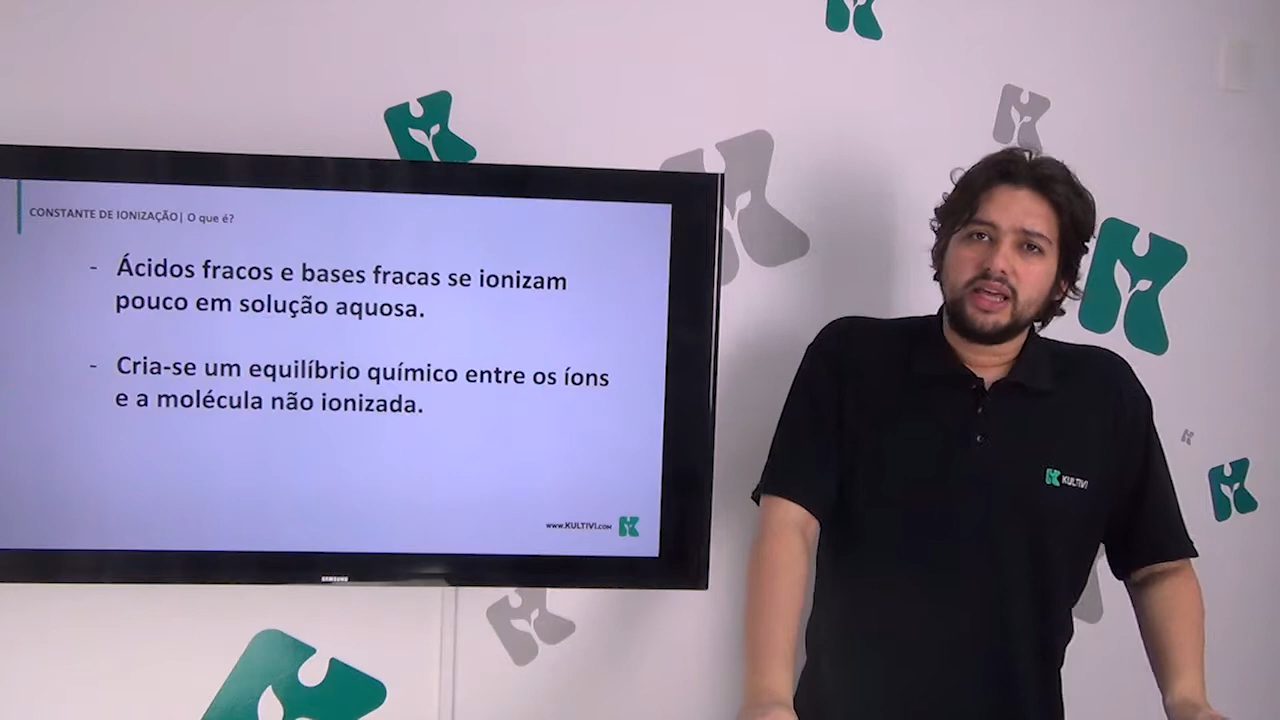 CONSTANTE DE IONIZAÇÃO| O que é?
- Ácidos fracos e bases fracas se ionizam
pouco em solução aquosa.
- Cria-se um equilíbrio químico entre os íons
e a molécula não ionizada.
www.KULTIVI.COM
SAMSUNG
KULTIVI